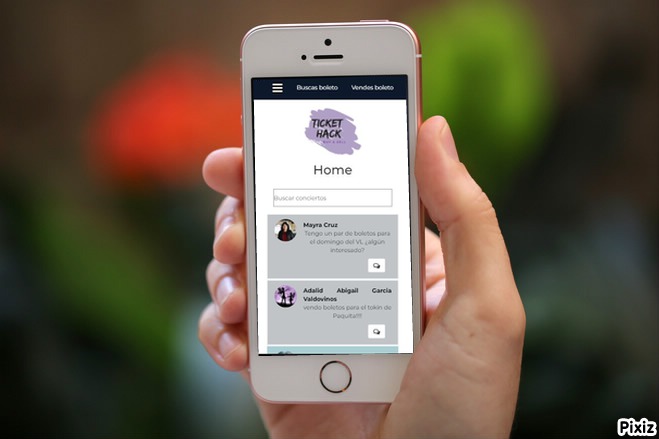 Buscas boleto Vendes boleto
TICKET
HACK
Home
Buscar conciertos
Mayra Cruz
Tengo un par de boletos para
el domingo del VL ¿algún
interesado?
Adalid Abigail Garcia
Valdovinos
vendo boletos para el tokin de
Paquita!!!!
Pixiz